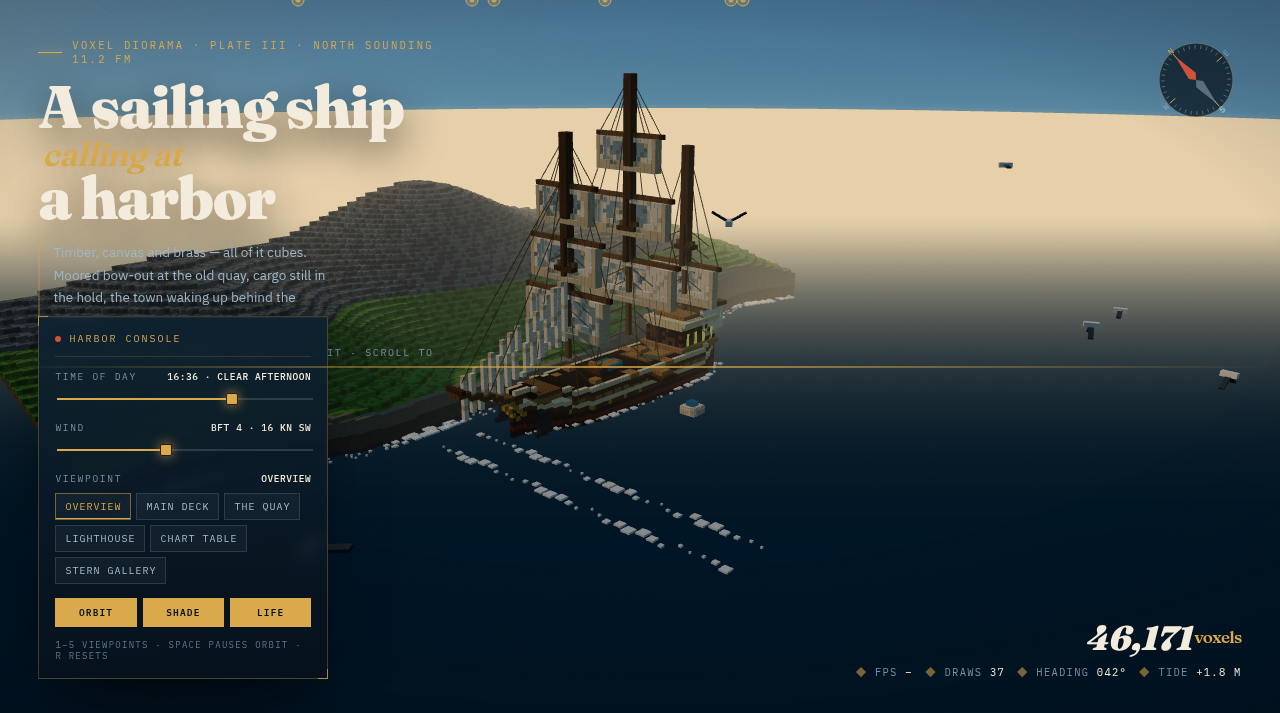 VOXEL DIORAMA · PLATE III · NORTH SOUNDING
11.2 FM
A sailing ship
calling at
a harbor
Timber, canvas and brass — all of it cubes.
Moored bow-out at the old quay, cargo still in
the hold, the town waking up behind the
IT · SCROLL TO
HARBOR CONSOLE
TIME OF DAY 16:36 · CLEAR AFTERNOON
WIND BFT 4 · 16 KN SW
VIEWPOINT OVERVIEW
OVERVIEW MAIN DECK THE QUAY
LIGHTHOUSE CHART TABLE
STERN GALLERY
ORBIT SHADE LIFE
1–5 VIEWPOINTS · SPACE PAUSES ORBIT ·
R RESETS
46,171 voxels
FPS – DRAWS 37 HEADING 042° TIDE +1.8 M